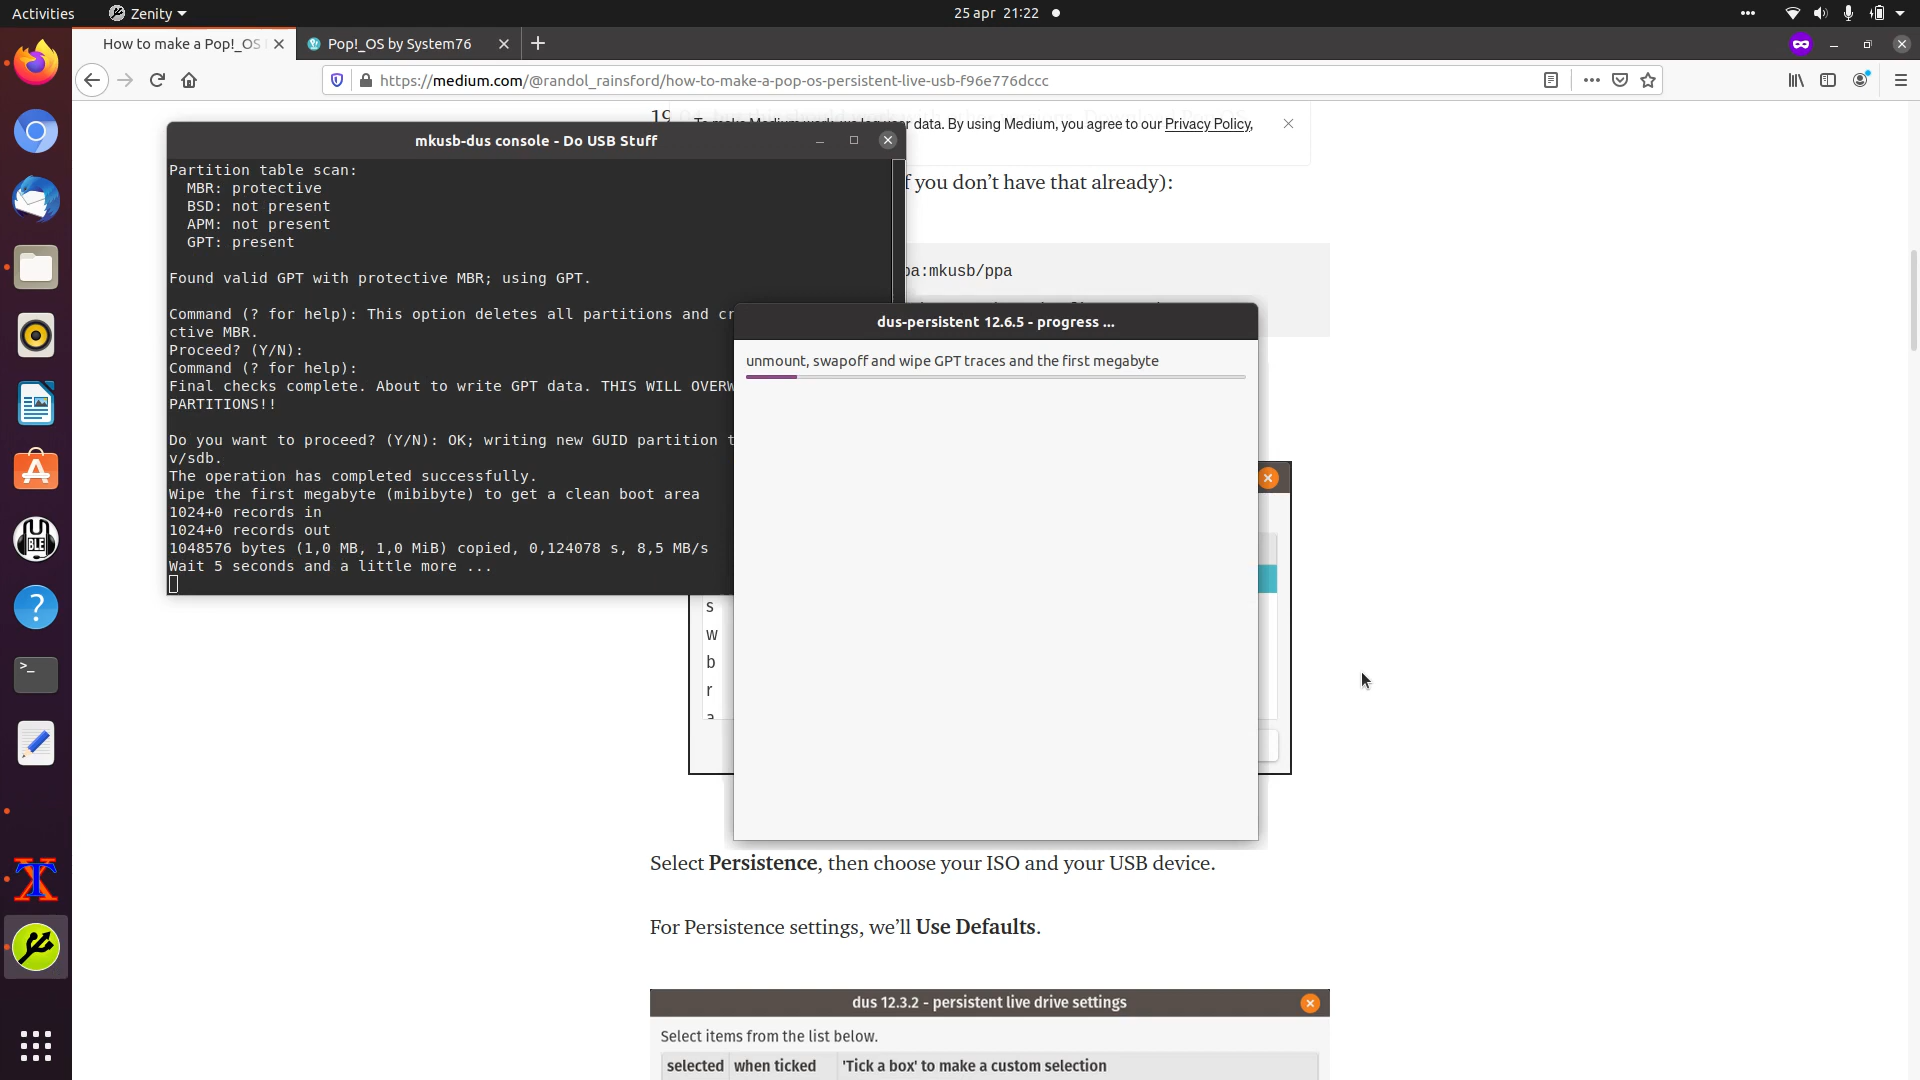 Activities
Zenity
25 apr 21:22
How to make a Pop!_OS
Pop!_OS by System76
https://medium.com/@randol_rainsford/how-to-make-a-pop-os-persistent-live-usb-f96e776dccc
19
data. By using Medium, you agree to our Privacy Policy,
f you don't have that already):
pa:mkusb/ppa
mkusb-dus console - Do USB Stuff
Partition table scan:
MBR: protective
BSD: not present
APM: not present
GPT: present
Found valid GPT with protective MBR; using GPT.
Command (? for help): This option deletes all partitions and cr
ctive MBR.
Proceed? (Y/N):
Command (? for help):
Final checks complete. About to write GPT data. THIS WILL OVERW
PARTITIONS!!
Do you want to proceed? (Y/N): OK; writing new GUID partition t
v/sdb.
The operation has completed successfully.
Wipe the first megabyte (mibibyte) to get a clean boot area
1024+0 records in
1024+0 records out
1048576 bytes (1,0 MB, 1,0 MiB) copied, 0,124078 s, 8,5 MB/s
Wait 5 seconds and a little more ...
dus-persistent 12.6.5 - progress ...
unmount, swapoff and wipe GPT traces and the first megabyte
s
w
b
r
Select Persistence, then choose your ISO and your USB device.
For Persistence settings, we'll Use Defaults.
dus 12.3.2 - persistent live drive settings
Select items from the list below.
selected when ticked 'Tick a box' to make a custom selection